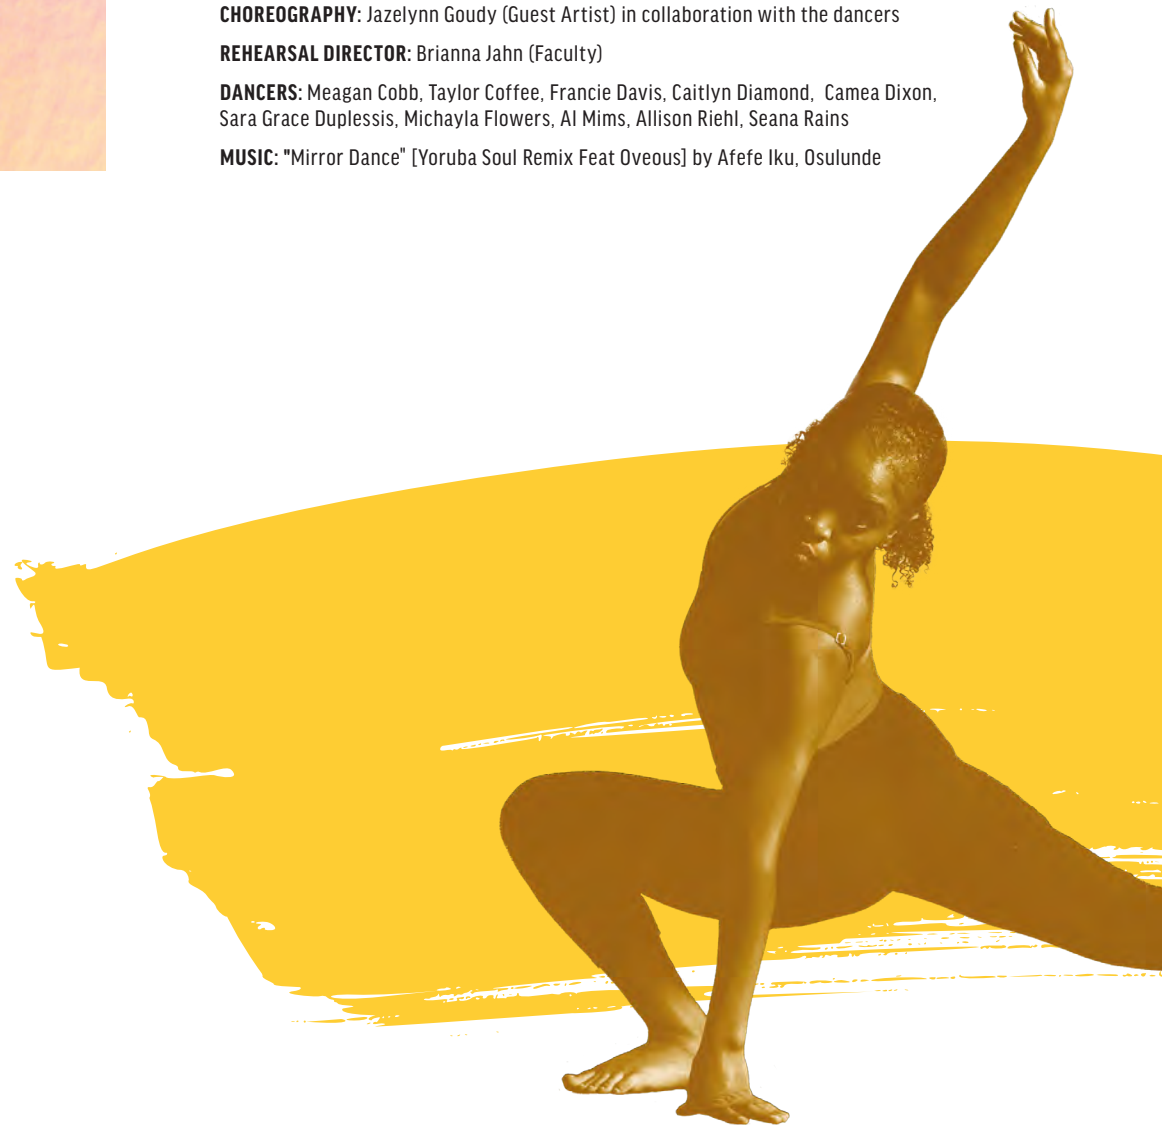 CHOREOGRAPHY: Jazelynn Goudy (Guest Artist) in collaboration with the dancers
REHEARSAL DIRECTOR: Brianna Jahn (Faculty)
DANCERS: Meagan Cobb, Taylor Coffee, Francie Davis, Caitlyn Diamond,  Camea Dixon,
Sara Grace Duplessis, Michayla Flowers, Al Mims, Allison Riehl, Seana Rains
MUSIC: "Mirror Dance" [Yoruba Soul Remix Feat Oveous] by Afefe Iku, Osulunde